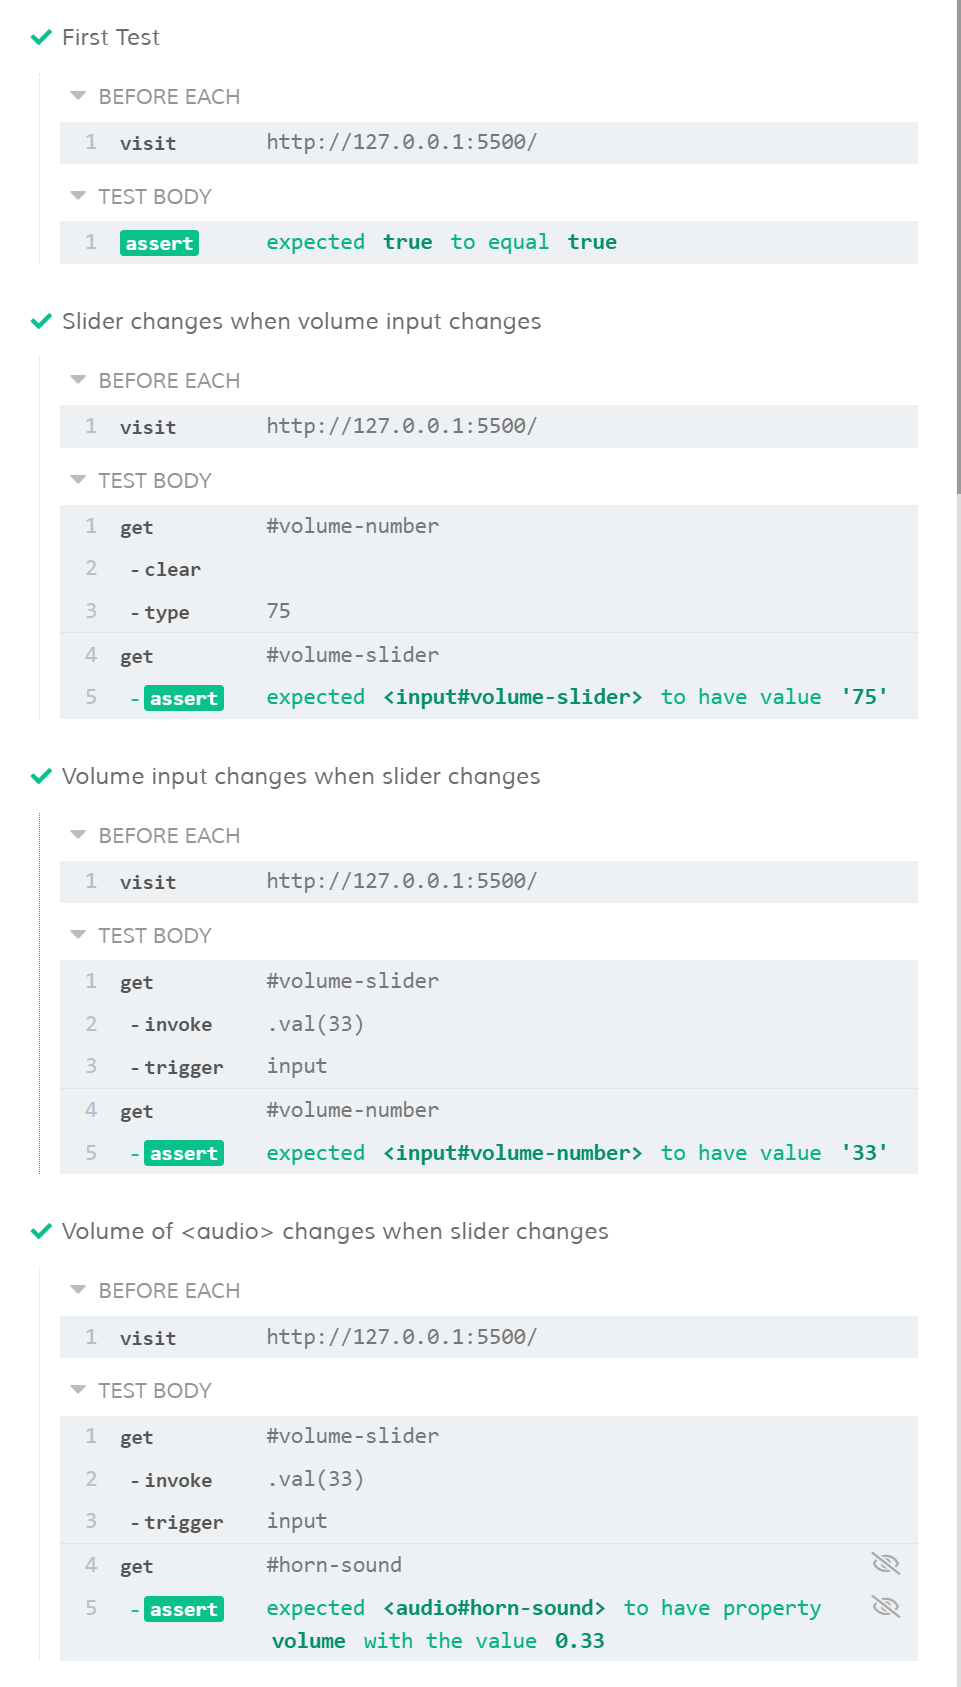 First Test
BEFORE EACH
1 visit http://127.0.0.1:5500/
TEST BODY
1 assert expected true to equal true
Slider changes when volume input changes
BEFORE EACH
1 visit http://127.0.0.1:5500/
TEST BODY
1 get #volume-number
2 -clear
3 -type 75
4 get #volume-slider
5 -assert expected <input#volume-slider> to have value '75'
Volume input changes when slider changes
BEFORE EACH
1 visit http://127.0.0.1:5500/
TEST BODY
1 get #volume-slider
2 -invoke .val(33)
3 -trigger input
4 get #volume-number
5 -assert expected <input#volume-number> to have value '33'
Volume of <audio> changes when slider changes
BEFORE EACH
1 visit http://127.0.0.1:5500/
TEST BODY
1 get #volume-slider
2 -invoke .val(33)
3 -trigger input
4 get #horn-sound
5 -assert expected <audio#horn-sound> to have property
volume with the value 0.33